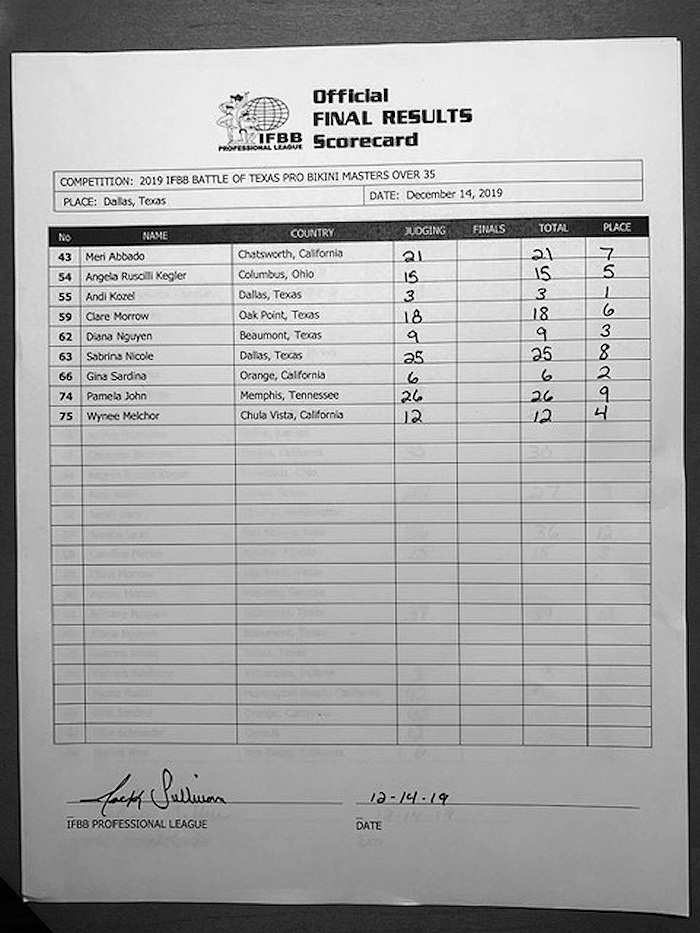 Official
FINAL RESULTS
Scorecard
IFBB
PROFESSIONAL LEAGUE
COMPETITION: 2019 IFBB BATTLE OF TEXAS PRO BIKINI MASTERS OVER 35
PLACE: Dallas, Texas DATE: December 14, 2019
No NAME COUNTRY JUDGING FINALS TOTAL PLACE
43 Meri Abbado Chatsworth, California 21 21 7
54 Angela Ruscilli Kegler Columbus, Ohio 15 15 5
55 Andi Kozel Dallas, Texas 3 3 1
59 Clare Morrow Oak Point, Texas 18 18 6
62 Diana Nguyen Beaumont, Texas 9 9 3
63 Sabrina Nicole Dallas, Texas 25 25 8
66 Gina Sardina Orange, California 6 6 2
74 Pamela John Memphis, Tennessee 26 26 9
75 Wynee Melchor Chula Vista, California 12 12 4
Sullivan 12-14-19
IFBB PROFESSIONAL LEAGUE DATE